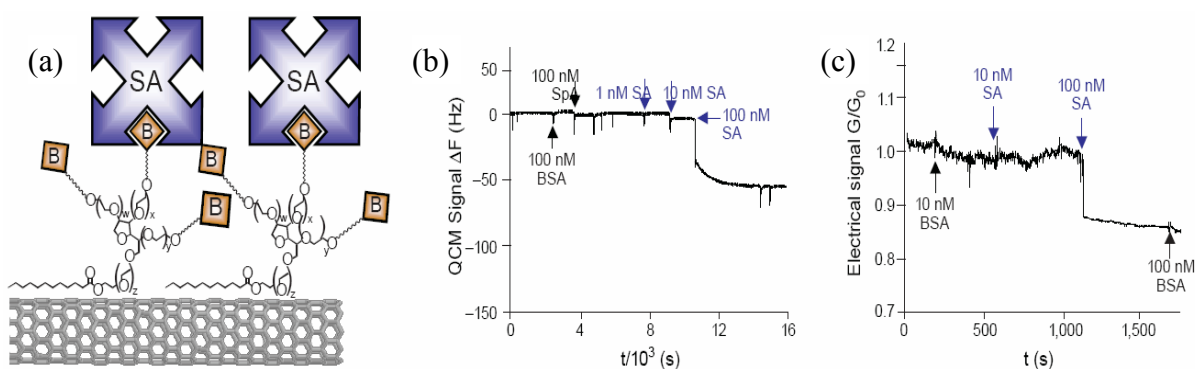 (a)
SA
SA
B
B
B
B
B
B
O
O
w
O
x
O
O
O
y
O
O
z
O
O
w
O
x
O
O
O
y
O
O
z
(b)
QCM Signal ΔF (Hz)
50
0
−50
−100
−150
100 nM
SpA
100 nM
BSA
1 nM SA
10 nM SA
100 nM
SA
0
4
8
12
16
t/10³ (s)
(c)
Electrical signal G/G₀
1.2
1.1
1.0
0.9
0.8
0.7
10 nM
BSA
10 nM
SA
100 nM
SA
100 nM
BSA
0
500
1,000
1,500
t (s)